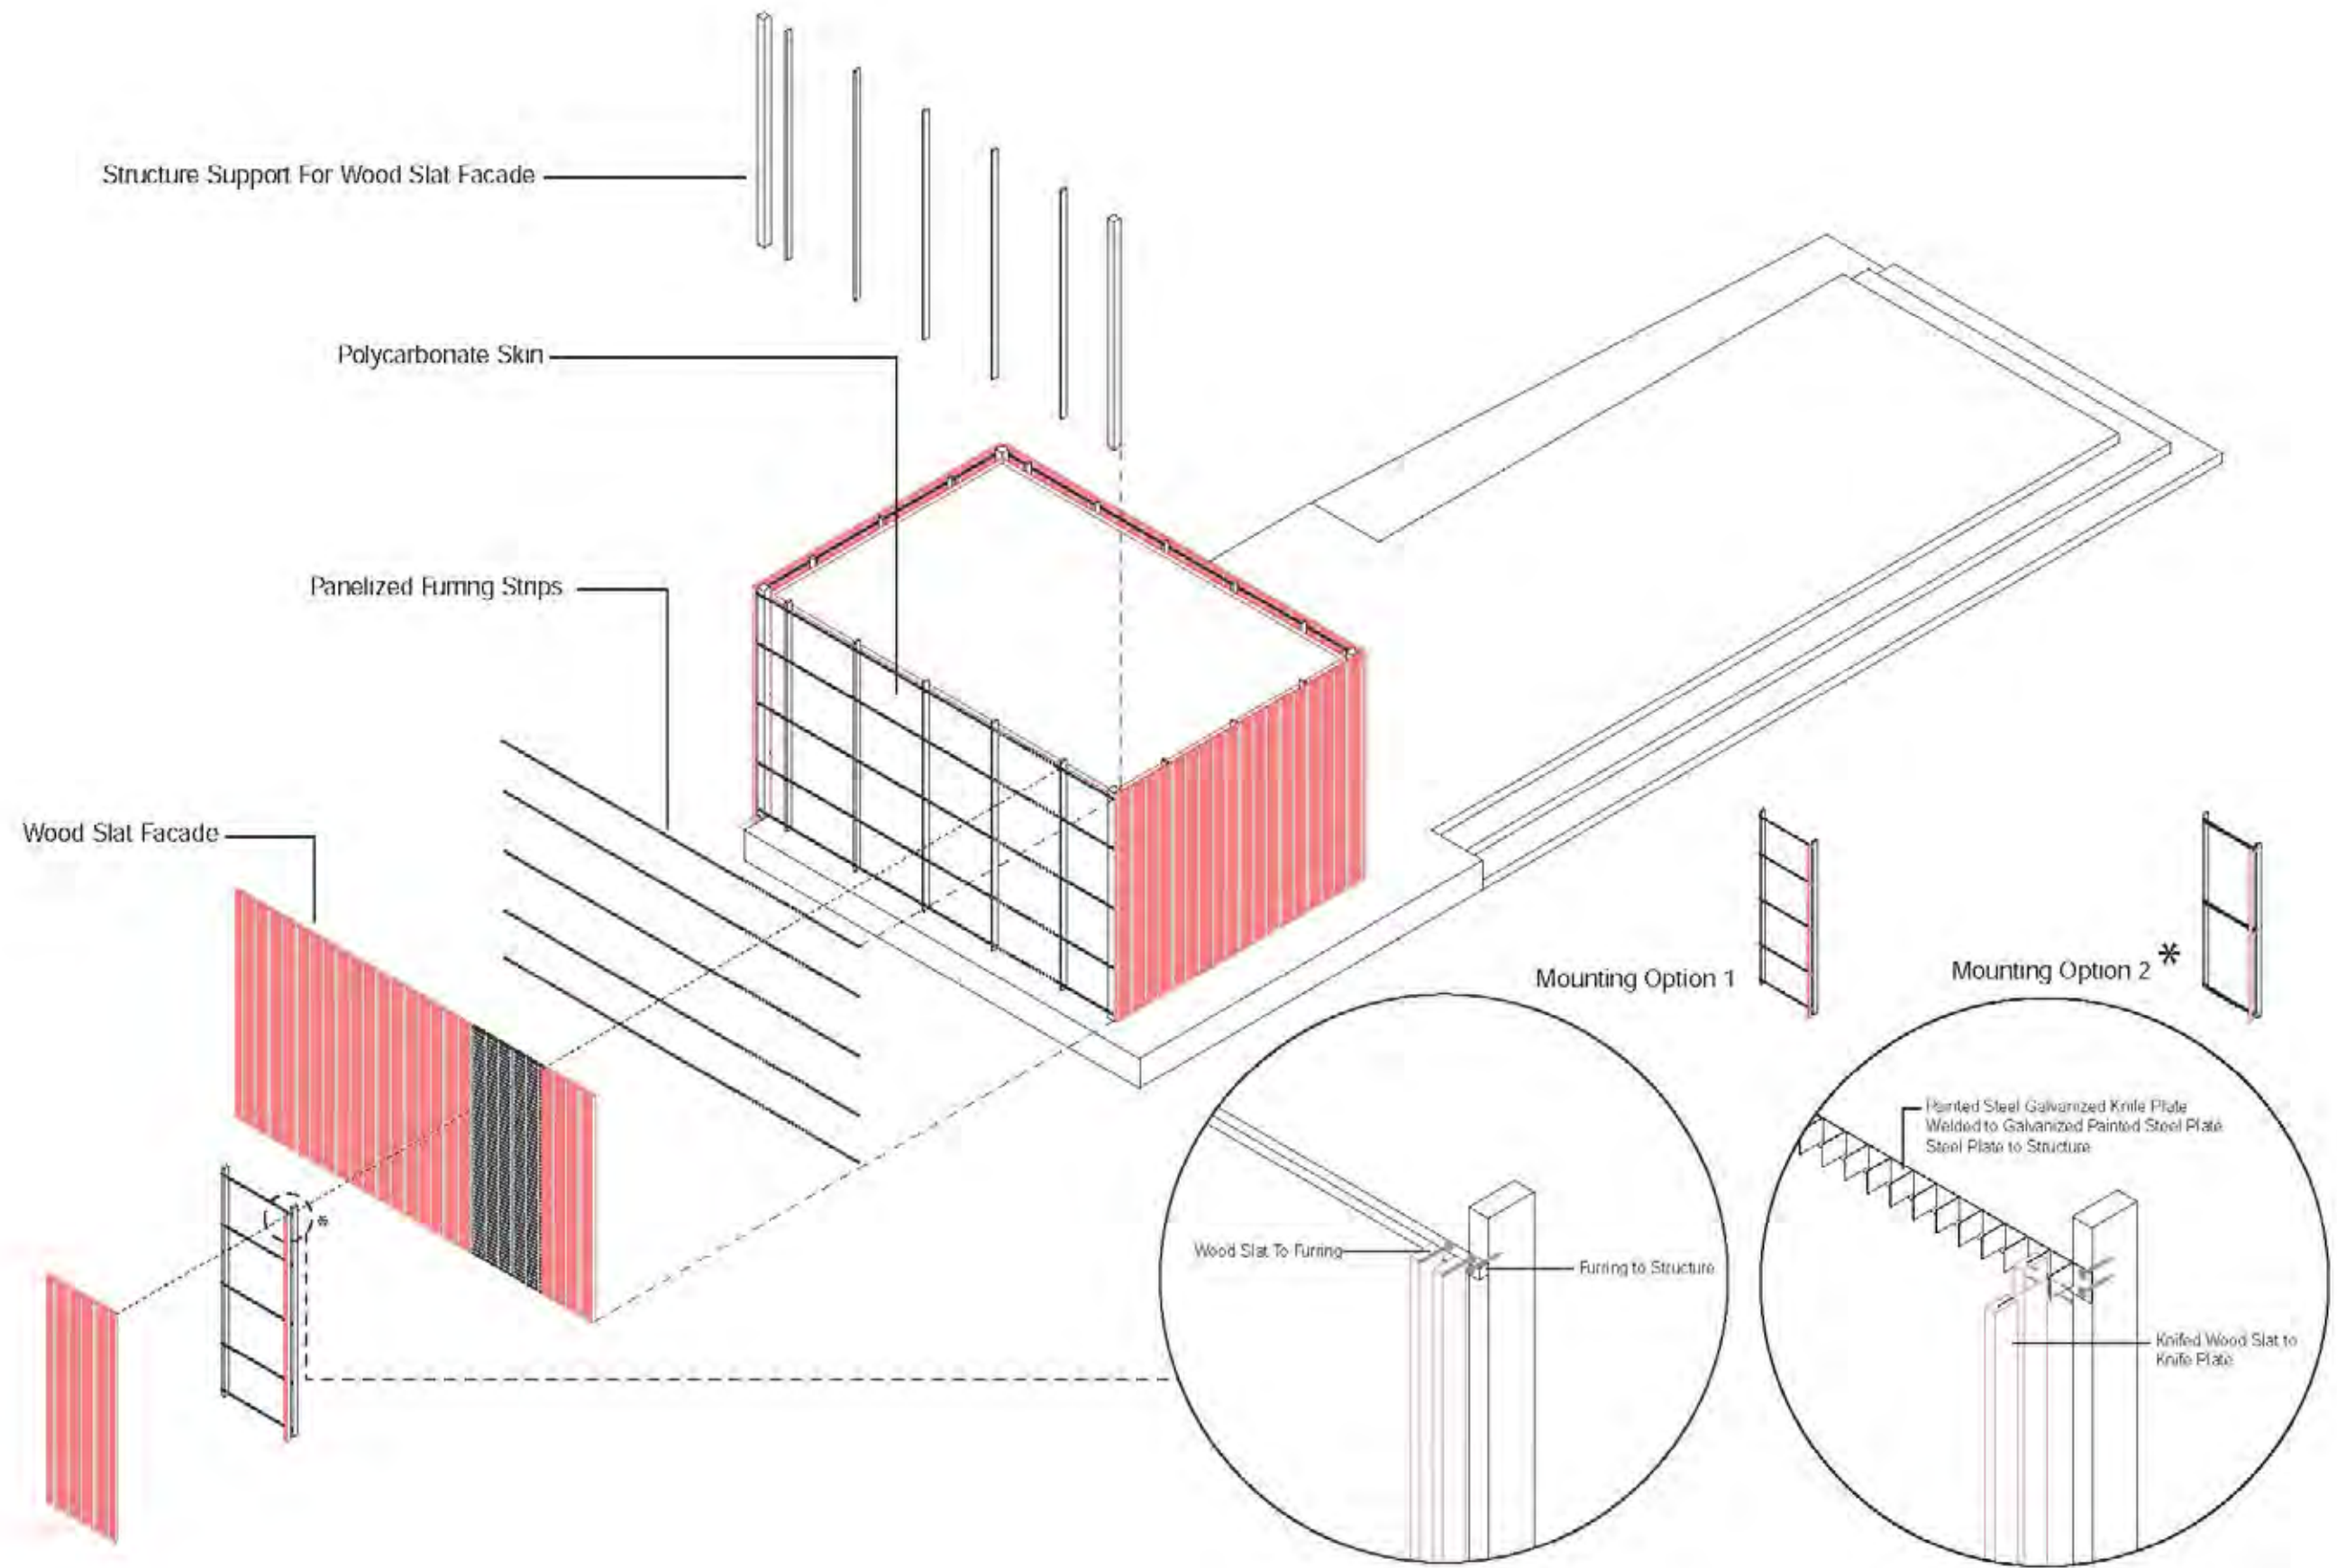 Structure Support For Wood Slat Facade
Polycarbonate Skin
Panelized Furring Strips
Wood Slat Facade
Mounting Option 1
Mounting Option 2 *
Painted Steel Galvanized Knife Plate
Welded to Galvanized Painted Steel Plate
Steel Plate to Structure
Wood Slat To Furring
Furring to Structure
Knifed Wood Slat to
Knife Plate
*